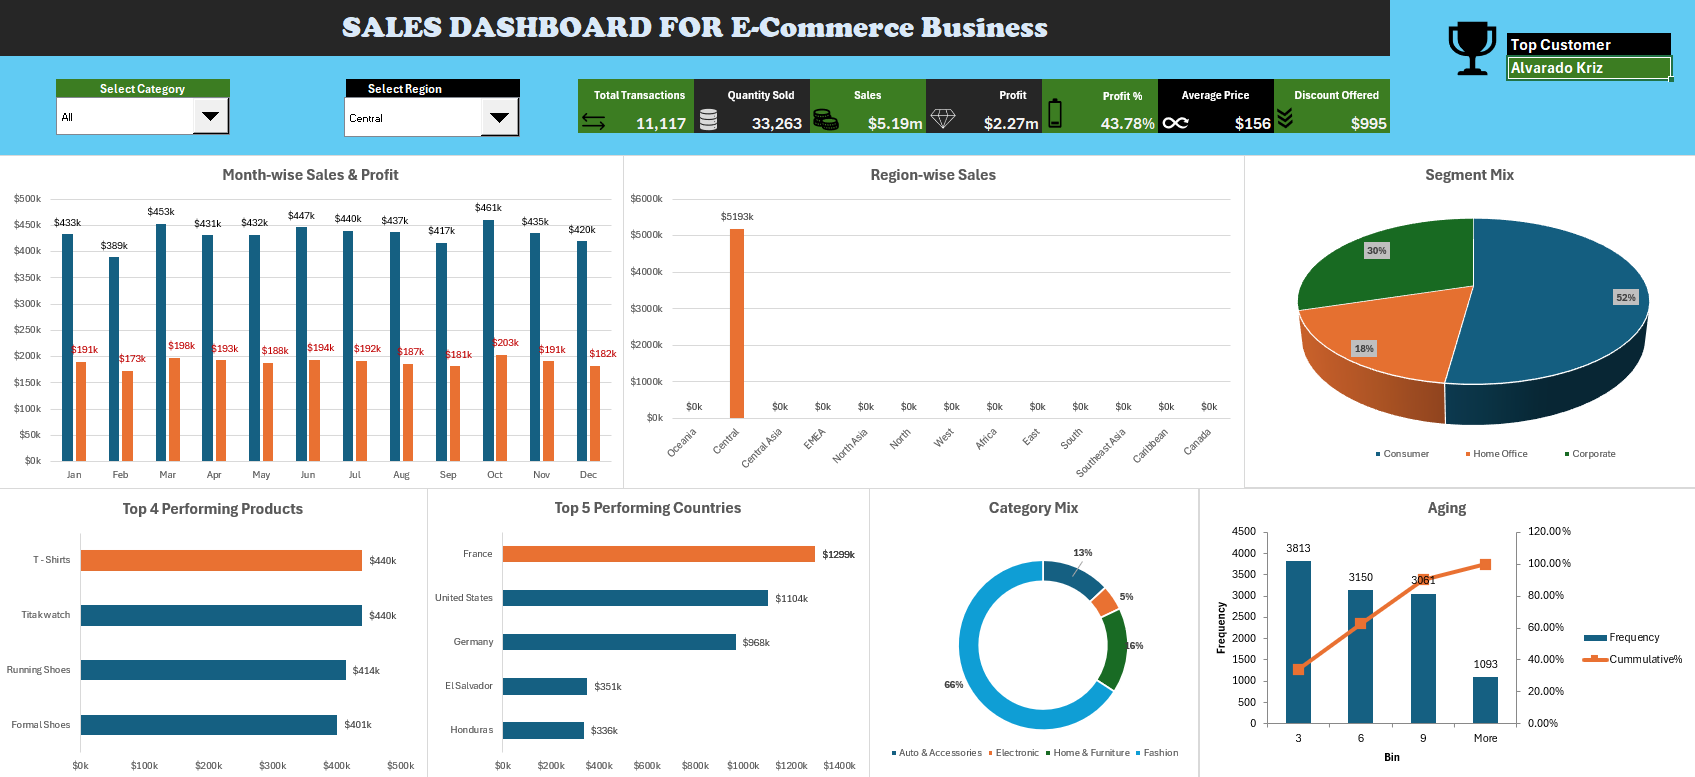 SALES DASHBOARD FOR E-Commerce Business
Top Customer
Alvarado Kriz
Select Category
All
Select Region
Central
Total Transactions
11,117
Quantity Sold
33,263
Sales
$5.19m
Profit
$2.27m
Profit %
43.78%
Average Price
$156
Discount Offered
$995
Month-wise Sales & Profit
$500k
$450k
$400k
$350k
$300k
$250k
$200k
$150k
$100k
$50k
$0k
$433k
$389k
$453k
$431k
$432k
$447k
$440k
$437k
$417k
$461k
$435k
$420k
$191k
$173k
$198k
$193k
$188k
$194k
$192k
$187k
$181k
$203k
$191k
$182k
Jan Feb Mar Apr May Jun Jul Aug Sep Oct Nov Dec
Region-wise Sales
$6000k
$5000k
$4000k
$3000k
$2000k
$1000k
$0k
$5193k
$0k $0k $0k $0k $0k $0k $0k $0k $0k $0k $0k $0k
Oceania
Central
Central Asia
EMEA
North Asia
North
West
Africa
East
South
Southeast Asia
Caribbean
Canada
Segment Mix
30%
52%
18%
Consumer Home Office Corporate
Top 4 Performing Products
T - Shirts $440k
Titak watch $440k
Running Shoes $414k
Formal Shoes $401k
$0k $100k $200k $300k $400k $500k
Top 5 Performing Countries
France $1299k
United States $1104k
Germany $968k
El Salvador $351k
Honduras $336k
$0k $200k $400k $600k $800k $1000k $1200k $1400k
Category Mix
13%
5%
16%
66%
Auto & Accessories Electronic Home & Furniture Fashion
Aging
Frequency
4500
4000
3500
3000
2500
2000
1500
1000
500
0
3813
3150
3061
1093
120.00%
100.00%
80.00%
60.00%
40.00%
20.00%
0.00%
3 6 9 More
Bin
Frequency
Cummulative%